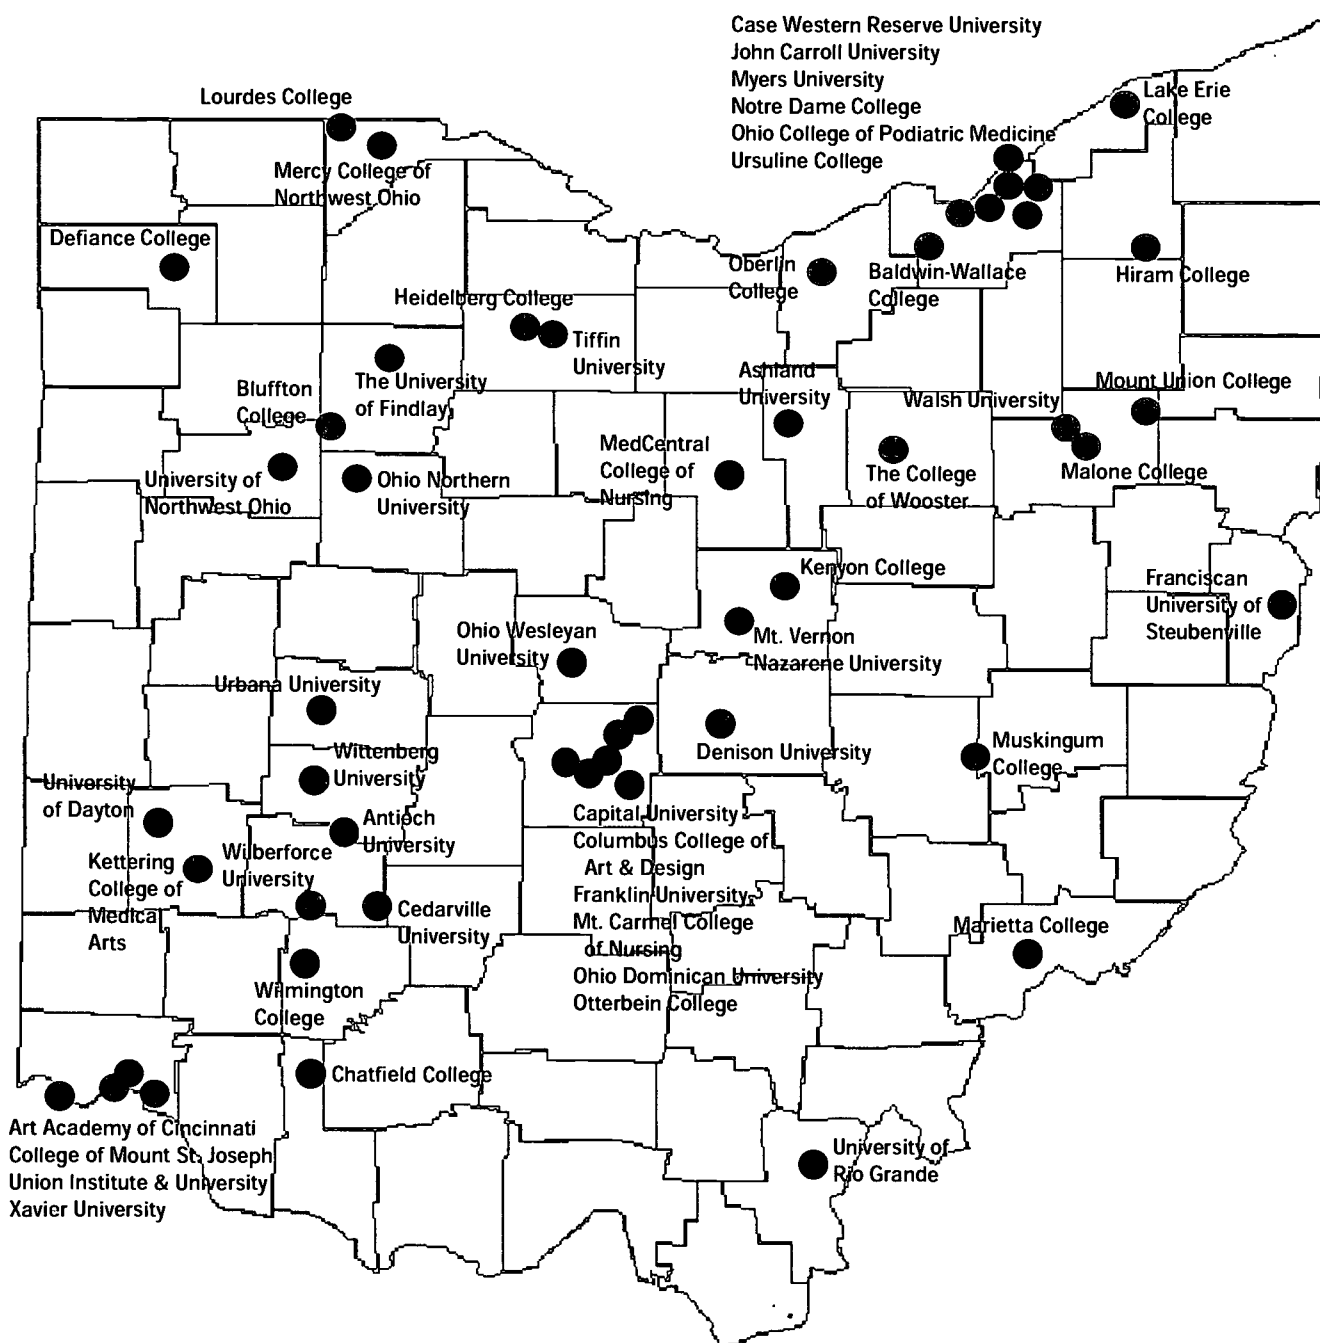 Case Western Reserve University
John Carroll University
Myers University
Notre Dame College
Ohio College of Podiatric Medicine
Ursuline College
Lake Erie
College
Lourdes College
Mercy College of
Northwest Ohio
Defiance College
Oberlin
College
Baldwin-Wallace
College
Hiram College
Heidelberg College
Tiffin
University
The University
of Findlay
Bluffton
College
Ashland
University
Walsh University
Mount Union College
Malone College
MedCentral
College of
Nursing
The College
of Wooster
University of
Northwest Ohio
Ohio Northern
University
Kenyon College
Franciscan
University of
Steubenville
Ohio Wesleyan
University
Mt. Vernon
Nazarene University
Urbana University
Wittenberg
University
Denison University
Muskingum
College
University
of Dayton
Antioch
University
Kettering
College of
Medical
Arts
Wilberforce
University
Cedarville
University
Capital University
Columbus College of
Art & Design
Franklin University
Mt. Carmel College
of Nursing
Ohio Dominican University
Otterbein College
Marietta College
Wilmington
College
Chatfield College
Art Academy of Cincinnati
College of Mount St. Joseph
Union Institute & University
Xavier University
University of
Rio Grande